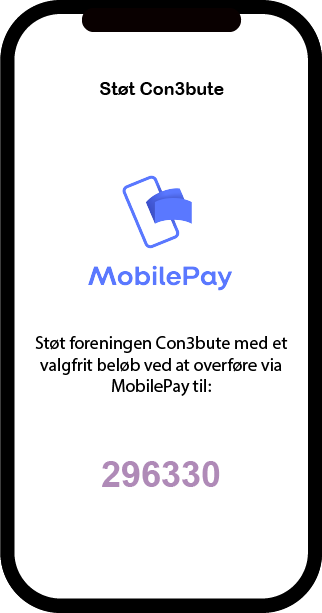 Støt Con3bute
MobilePay
Støt foreningen Con3bute med et
valgfrit beløb ved at overføre via
MobilePay til:
296330